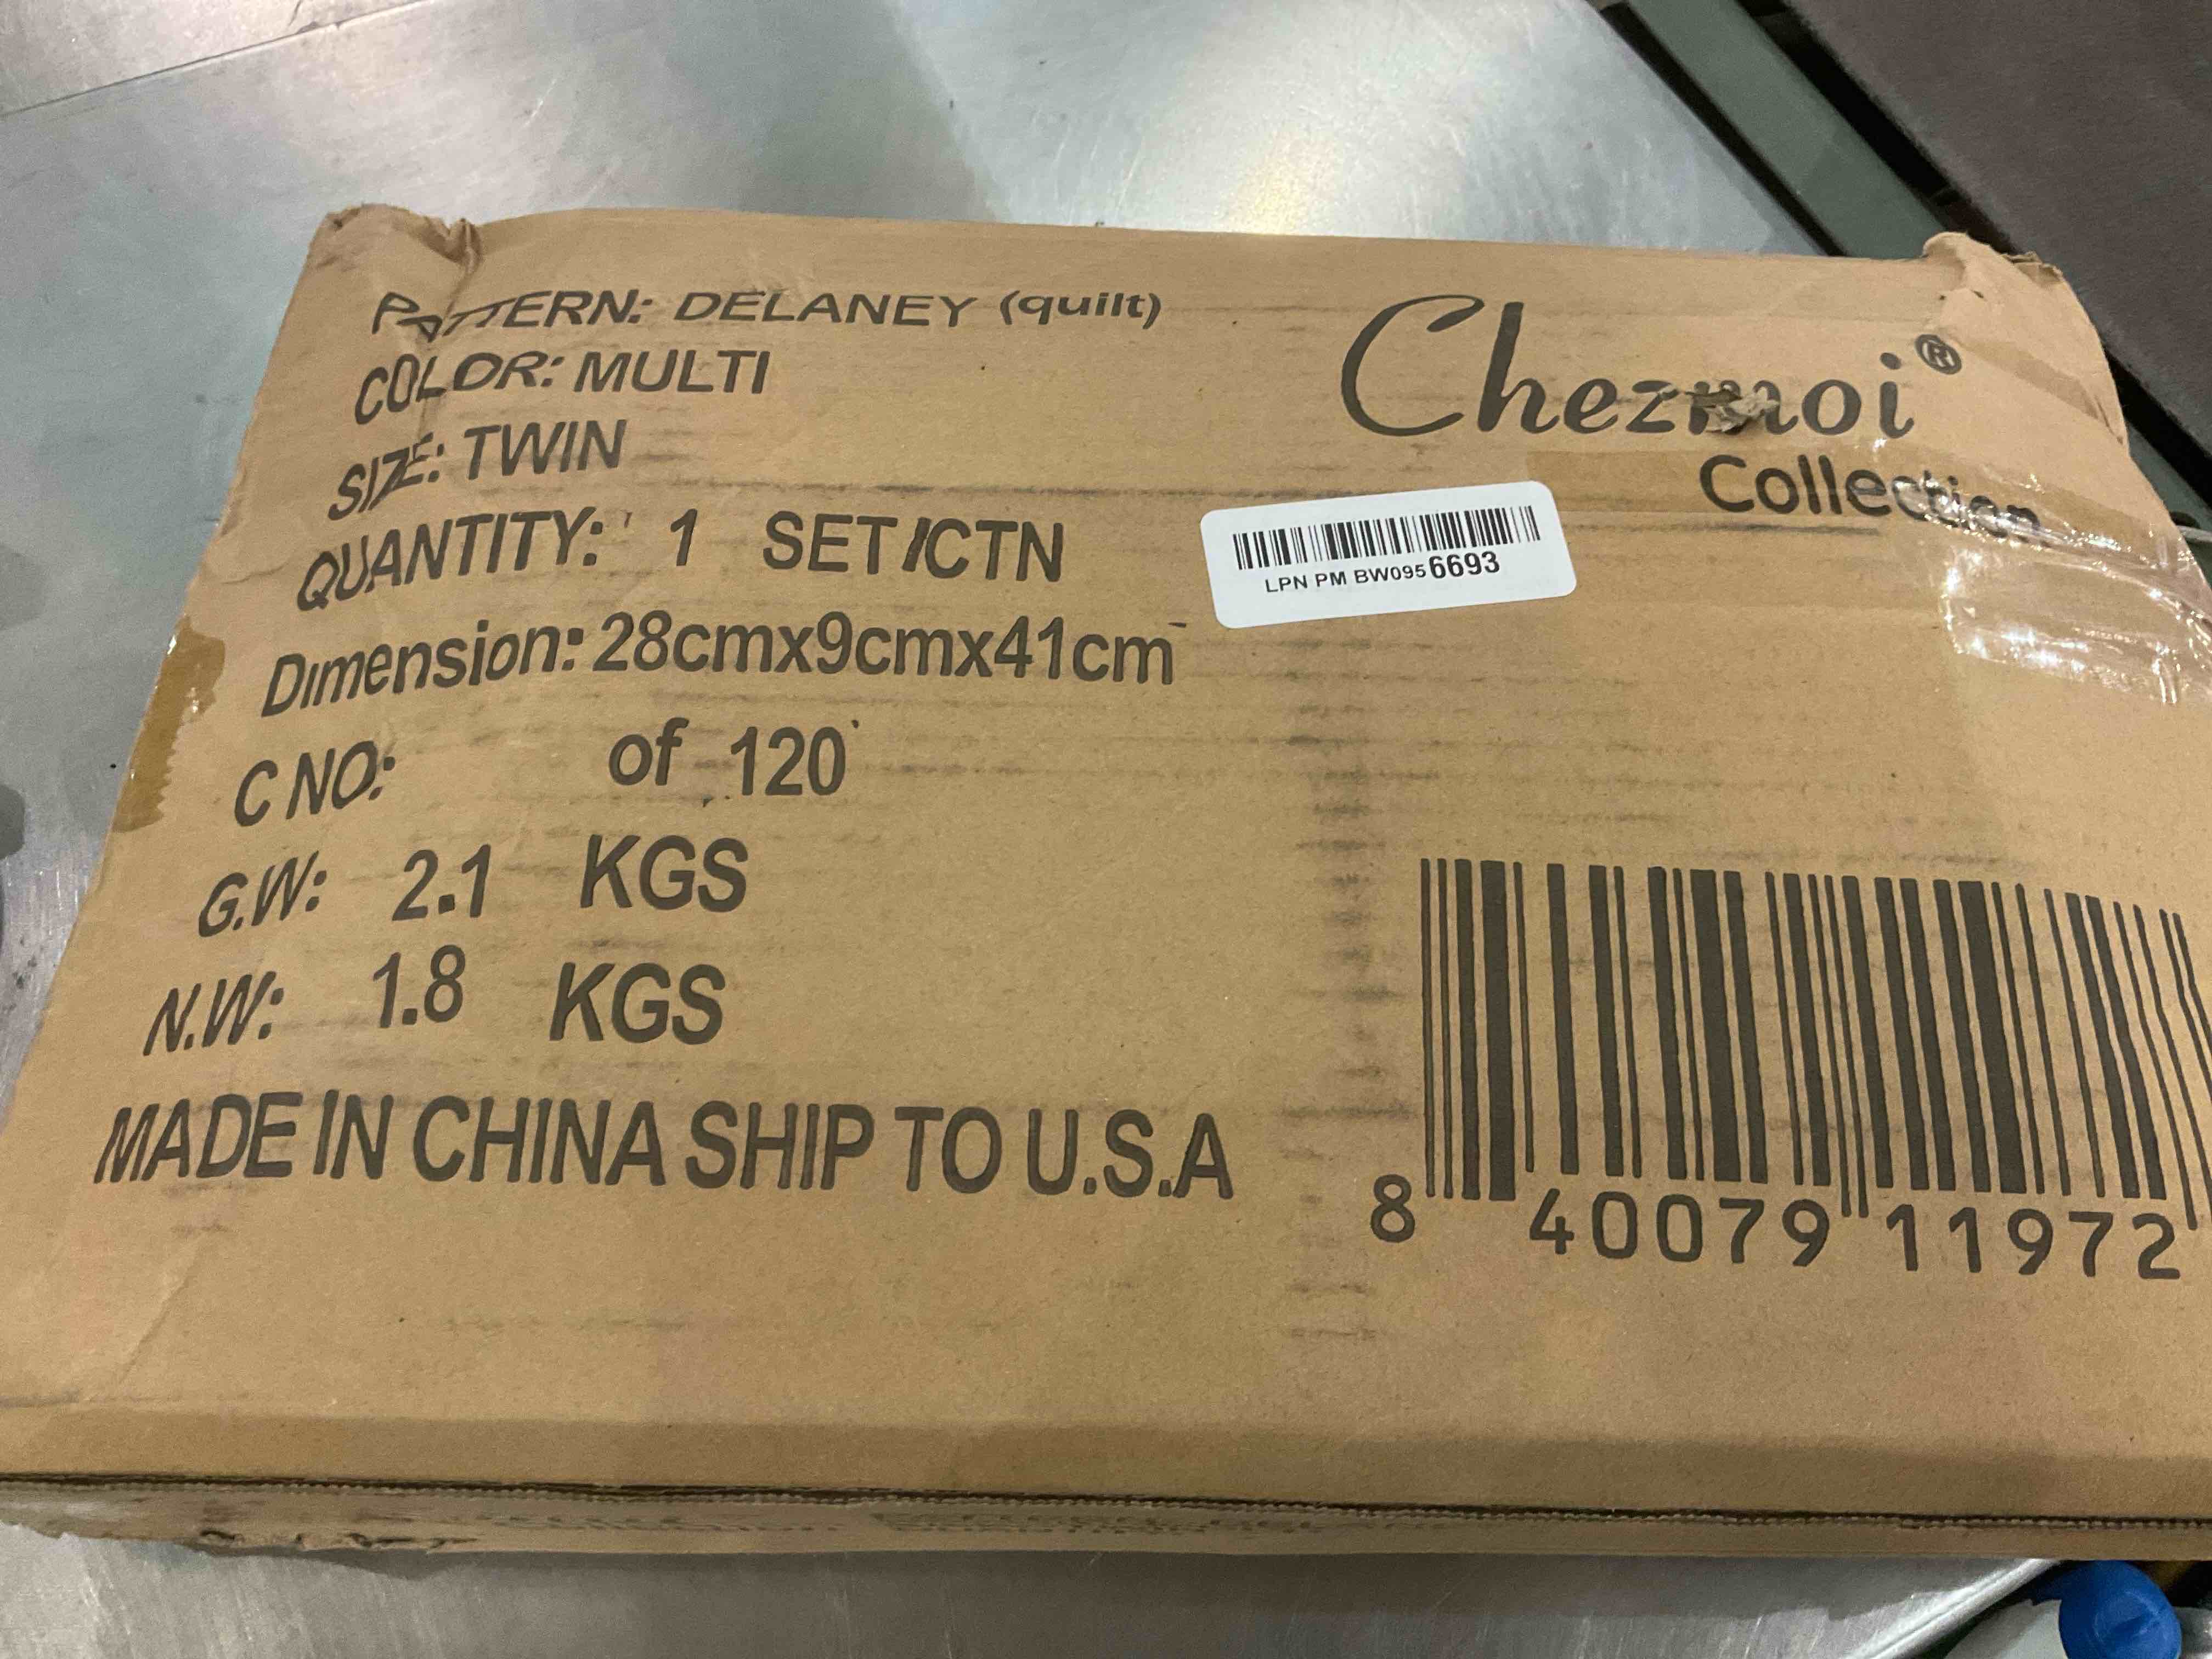 PATTERN: DELANEY (quilt)
COLOR: MULTI
SIZE: TWIN
QUANTITY: 1 SET/CTN
Dimension: 28cmx9cmx41cm
C NO: of 120
G.W: 2.1 KGS
N.W: 1.8 KGS
MADE IN CHINA SHIP TO U.S.A
Chezmoi®
Collection
LPN PM BW0956693
8 40079 11972